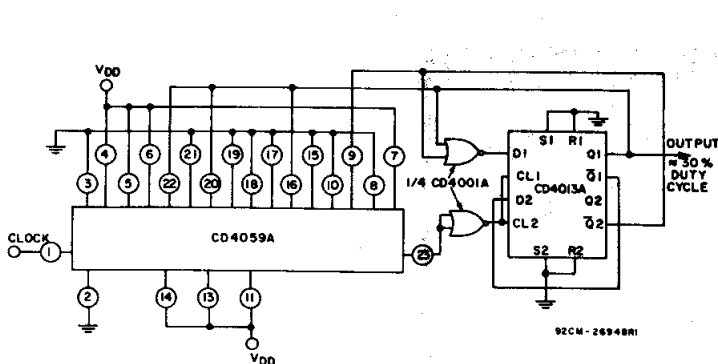 VDD
3 4 5 6 22 21 20 19 18 17 16 15 10 9 8 7
CLOCK 1
CD4059A
23
2 14 13 11
VDD
1/4 CD4001A
S1 R1
D1 Q1
CL1 Q̅1
CD4013A
D2 Q2
CL2 Q̅2
S2 R2
OUTPUT
≈ 50%
DUTY
CYCLE
92CM-26948R1